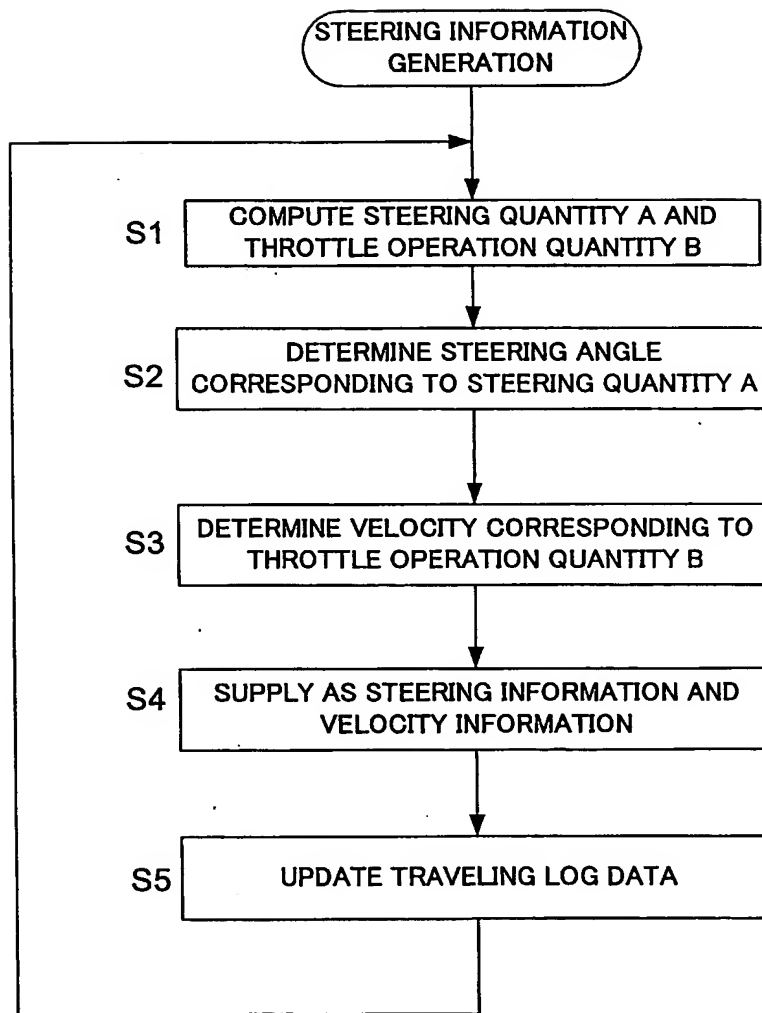 STEERING INFORMATION
GENERATION
S1
COMPUTE STEERING QUANTITY A AND
THROTTLE OPERATION QUANTITY B
S2
DETERMINE STEERING ANGLE
CORRESPONDING TO STEERING QUANTITY A
S3
DETERMINE VELOCITY CORRESPONDING TO
THROTTLE OPERATION QUANTITY B
S4
SUPPLY AS STEERING INFORMATION AND
VELOCITY INFORMATION
S5
UPDATE TRAVELING LOG DATA